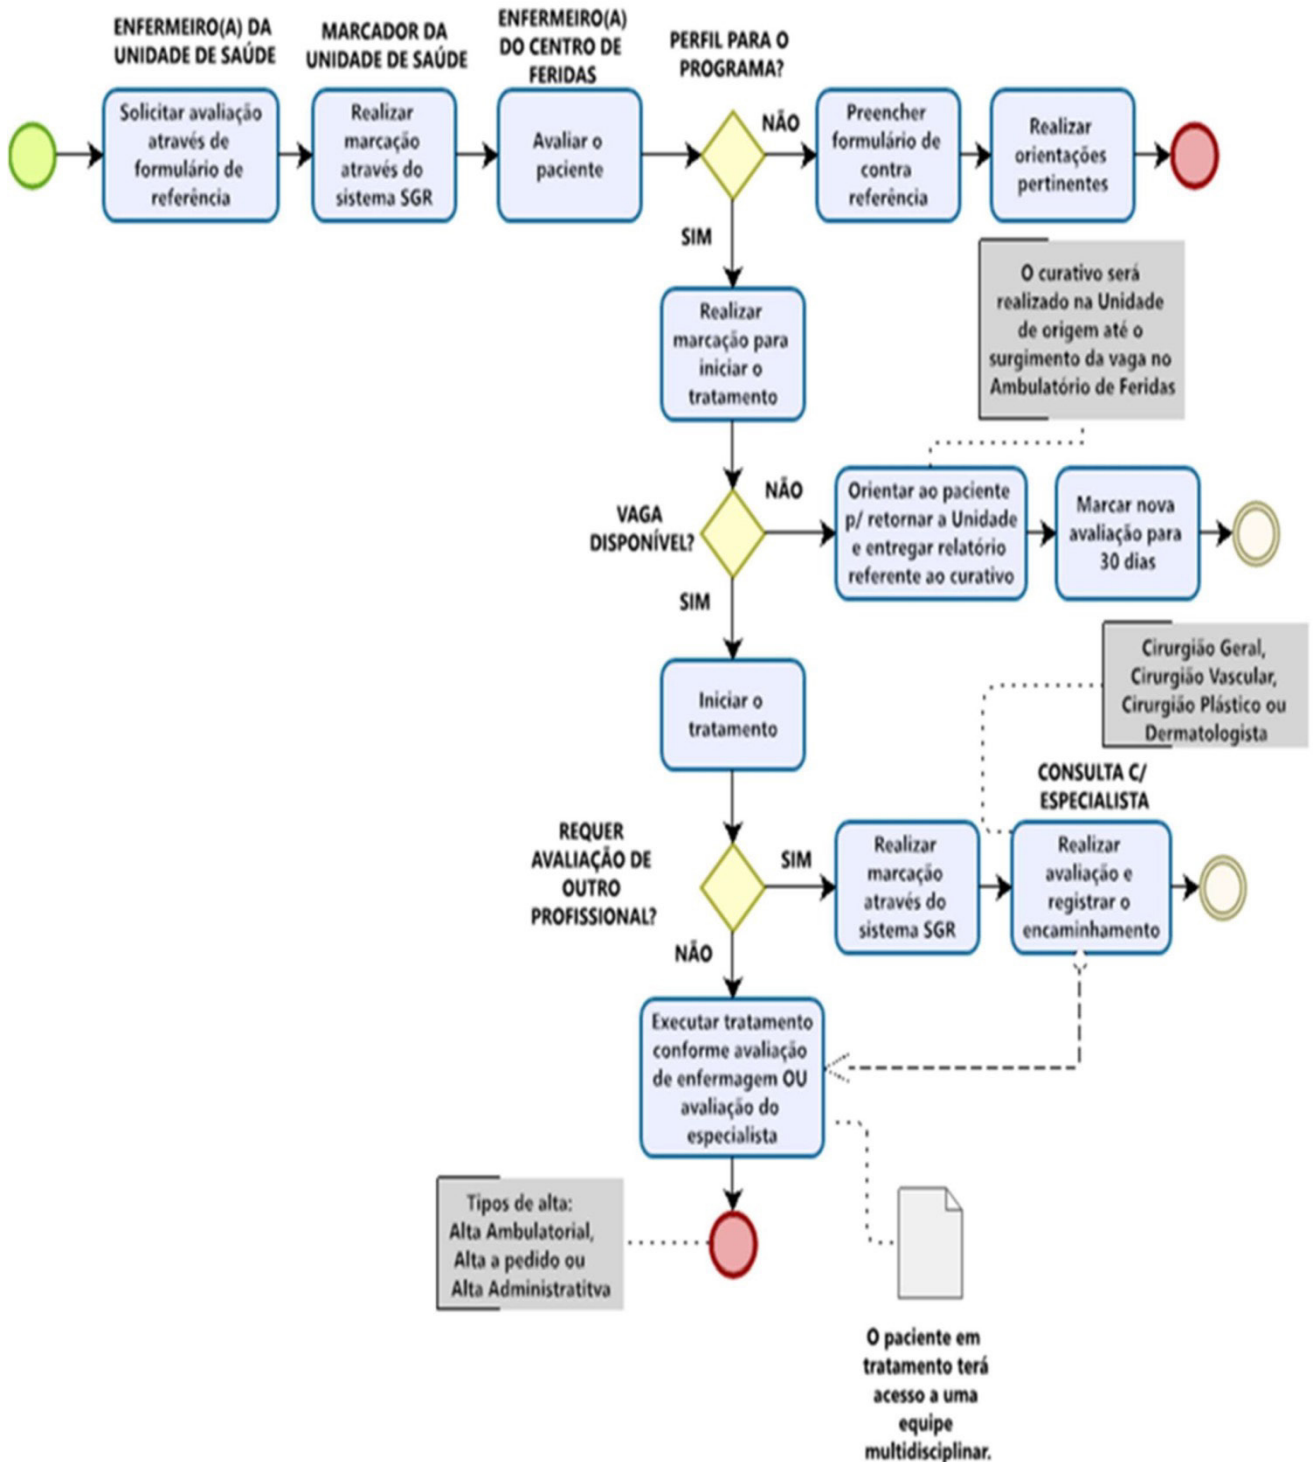 ENFERMEIRO(A) DA
UNIDADE DE SAÚDE
MARCADOR DA
UNIDADE DE SAÚDE
ENFERMEIRO(A)
DO CENTRO DE
FERIDAS
PERFIL PARA O
PROGRAMA?
Solicitar avaliação
através de
formulário de
referência
Realizar
marcação
através do
sistema SGR
Avaliar o
paciente
NÃO
Preencher
formulário de
contra
referência
Realizar
orientações
pertinentes
SIM
O curativo será
realizado na Unidade
de origem até o
surgimento da vaga no
Ambulatório de Feridas
Realizar
marcação para
iniciar o
tratamento
VAGA
DISPONÍVEL?
NÃO
Orientar ao paciente
p/ retornar a Unidade
e entregar relatório
referente ao curativo
Marcar nova
avaliação para
30 dias
SIM
Cirurgião Geral,
Cirurgião Vascular,
Cirurgião Plástico ou
Dermatologista
Iniciar o
tratamento
CONSULTA C/
ESPECIALISTA
REQUER
AVALIAÇÃO DE
OUTRO
PROFISSIONAL?
SIM
Realizar
marcação
através do
sistema SGR
Realizar
avaliação e
registrar o
encaminhamento
NÃO
Executar tratamento
conforme avaliação
de enfermagem OU
avaliação do
especialista
Tipos de alta:
Alta Ambulatorial,
Alta a pedido ou
Alta Administratitva
O paciente em
tratamento terá
acesso a uma
equipe
multidisciplinar.